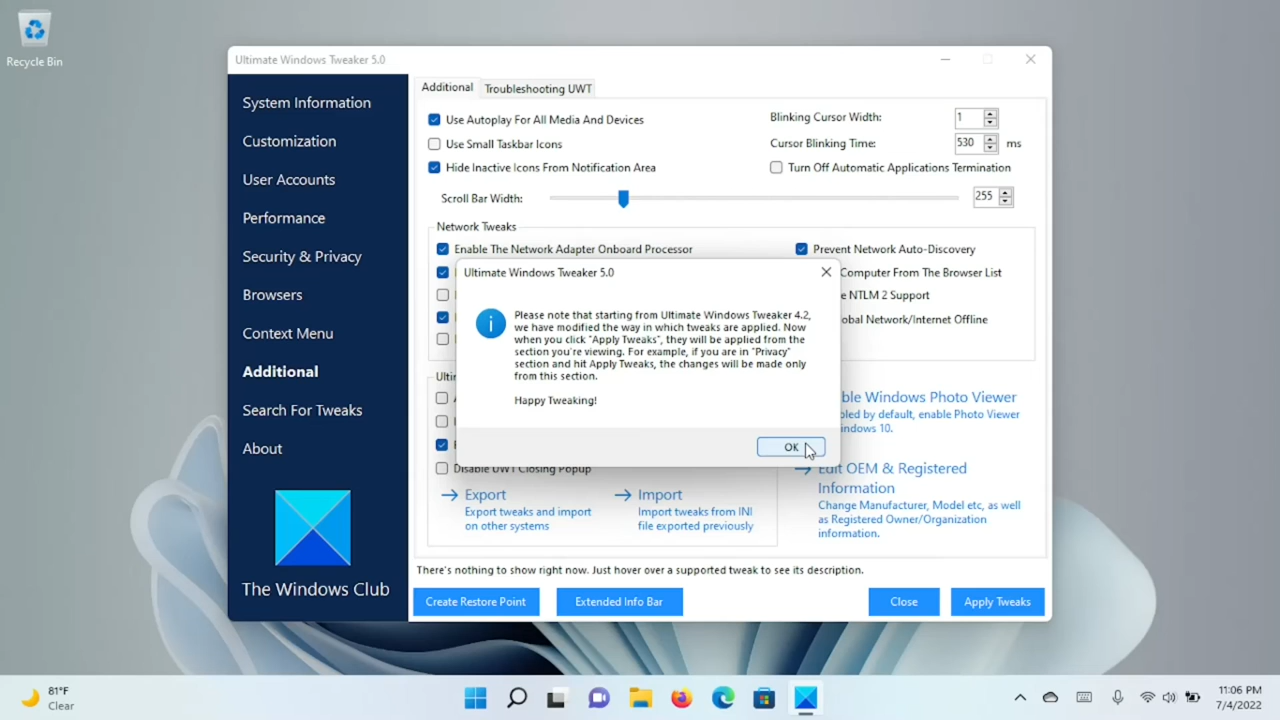 Recycle Bin
Ultimate Windows Tweaker 5.0
System Information
Customization
User Accounts
Performance
Security & Privacy
Browsers
Context Menu
Additional
Search For Tweaks
About
The Windows Club
Additional
Troubleshooting UWT
Use Autoplay For All Media And Devices
Use Small Taskbar Icons
Hide Inactive Icons From Notification Area
Blinking Cursor Width:
1
Cursor Blinking Time:
530
ms
Turn Off Automatic Applications Termination
Scroll Bar Width:
255
Network Tweaks
Enable The Network Adapter Onboard Processor
Prevent Network Auto-Discovery
Computer From The Browser List
NTLM 2 Support
Network/Internet Offline
Ultimate Windows Tweaker 5.0
Please note that starting from Ultimate Windows Tweaker 4.2,
we have modified the way in which tweaks are applied. Now
when you click "Apply Tweaks", they will be applied from the
section you're viewing. For example, if you are in "Privacy"
section and hit Apply Tweaks, the changes will be made only
from this section.
Happy Tweaking!
OK
Disable UWT Closing Popup
Export
Export tweaks and import
on other systems
Import
Import tweaks from INI
file exported previously
Windows Photo Viewer
by default, enable Photo Viewer
10.
Edit OEM & Registered
Information
Change Manufacturer, Model etc, as well
as Registered Owner/Organization
information.
There's nothing to show right now. Just hover over a supported tweak to see its description.
Create Restore Point
Extended Info Bar
Close
Apply Tweaks
81°F
Clear
11:06 PM
7/4/2022